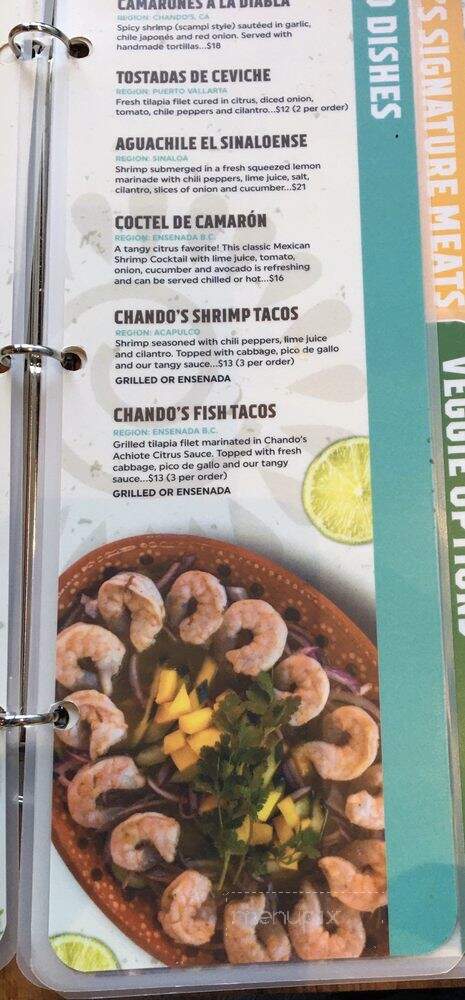 CAMARONES A LA DIABLA
REGION: CHANDO'S, CA
Spicy shrimp (scampi style) sautéed in garlic,
chile japonés and red onion. Served with
handmade tortillas...$18
TOSTADAS DE CEVICHE
REGION: PUERTO VALLARTA
Fresh tilapia filet cured in citrus, diced onion,
tomato, chile peppers and cilantro...$12 (2 per order)
AGUACHILE EL SINALOENSE
REGION: SINALOA
Shrimp submerged in a fresh squeezed lemon
marinade with chili peppers, lime juice, salt,
cilantro, slices of onion and cucumber...$21
COCTEL DE CAMARÓN
REGION: ENSENADA B.C.
A tangy citrus favorite! This classic Mexican
Shrimp Cocktail with lime juice, tomato,
onion, cucumber and avocado is refreshing
and can be served chilled or hot...$16
CHANDO'S SHRIMP TACOS
REGION: ACAPULCO
Shrimp seasoned with chili peppers, lime juice
and cilantro. Topped with cabbage, pico de gallo
and our tangy sauce...$13 (3 per order)
GRILLED OR ENSENADA
CHANDO'S FISH TACOS
REGION: ENSENADA B.C.
Grilled tilapia filet marinated in Chando's
Achiote Citrus Sauce. Topped with fresh
cabbage, pico de gallo and our tangy
sauce...$13 (3 per order)
GRILLED OR ENSENADA
O DISHES
'S SIGNATURE MEATS
VEGGIE OPTIONS
menupix